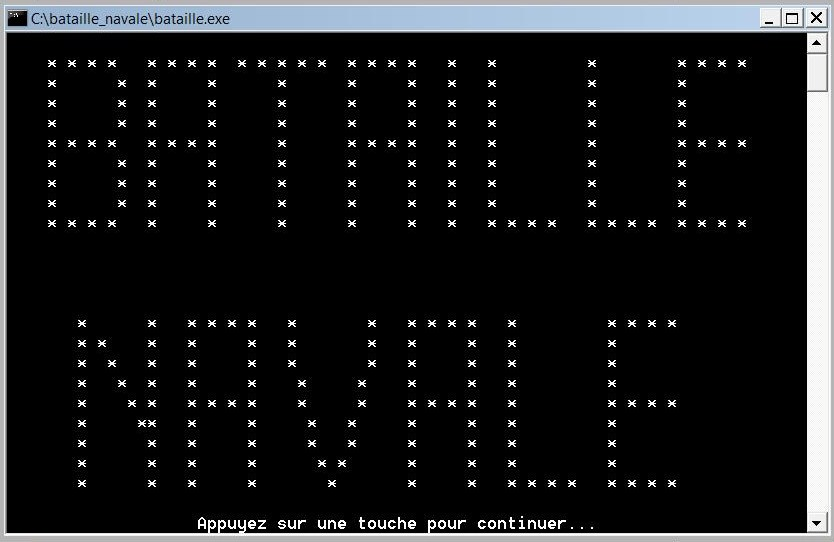 C:\bataille_navale\bataille.exe
BATAILLE
NAVALE
Appuyez sur une touche pour continuer...